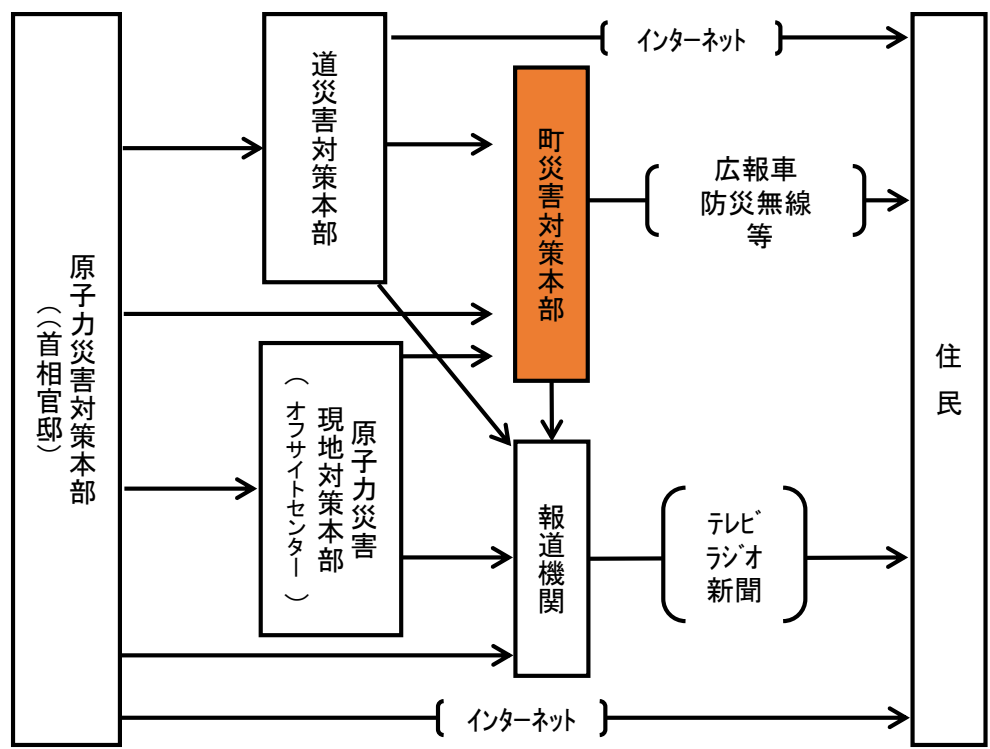 原子力災害対策本部
（（首相官邸）
道災害対策本部
原子力災害
現地対策本部
（オフサイトセンター）
町災害対策本部
報道機関
インターネット
広報車
防災無線
等
テレビ
ラジオ
新聞
インターネット
住民